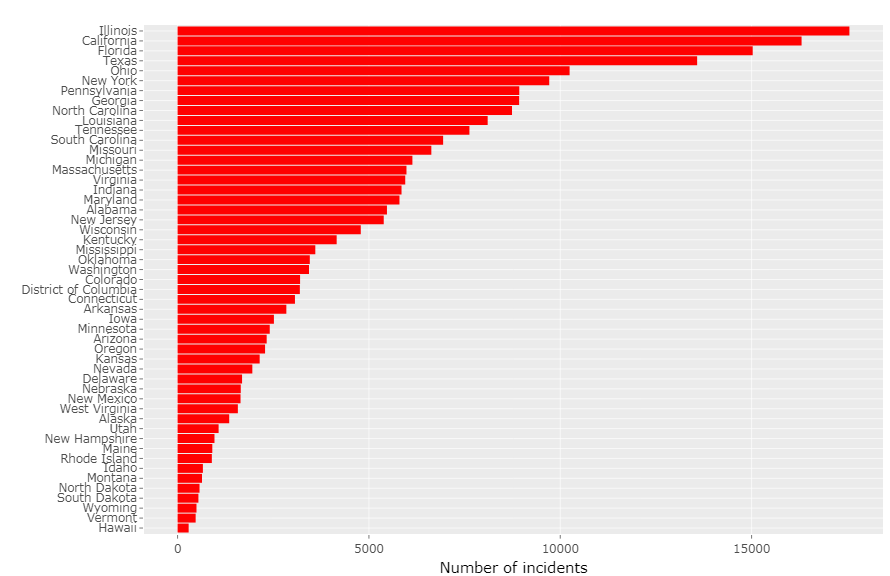 Illinois
California
Florida
Texas
Ohio
New York
Pennsylvania
Georgia
North Carolina
Louisiana
Tennessee
South Carolina
Missouri
Michigan
Massachusetts
Virginia
Indiana
Maryland
Alabama
New Jersey
Wisconsin
Kentucky
Mississippi
Oklahoma
Washington
Colorado
District of Columbia
Connecticut
Arkansas
Iowa
Minnesota
Arizona
Oregon
Kansas
Nevada
Delaware
Nebraska
New Mexico
West Virginia
Alaska
Utah
New Hampshire
Maine
Rhode Island
Idaho
Montana
North Dakota
South Dakota
Wyoming
Vermont
Hawaii
0 5000 10000 15000
Number of incidents